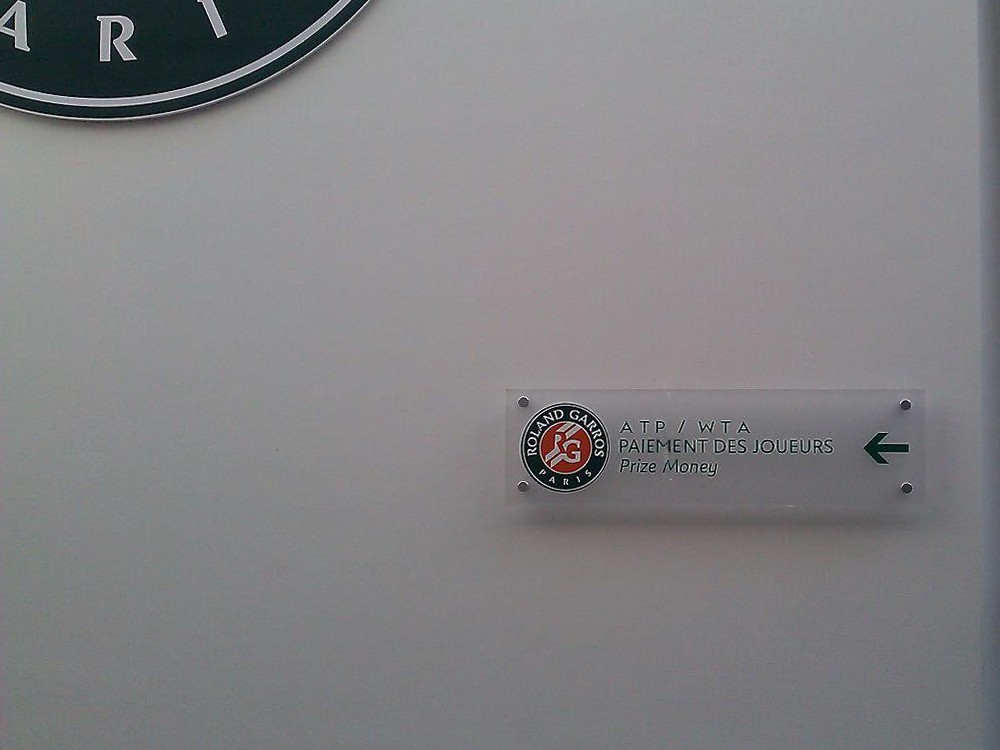 ARI
ROLAND GARROS
RG
PARIS
ATP / WTA
PAIEMENT DES JOUEURS
Prize Money